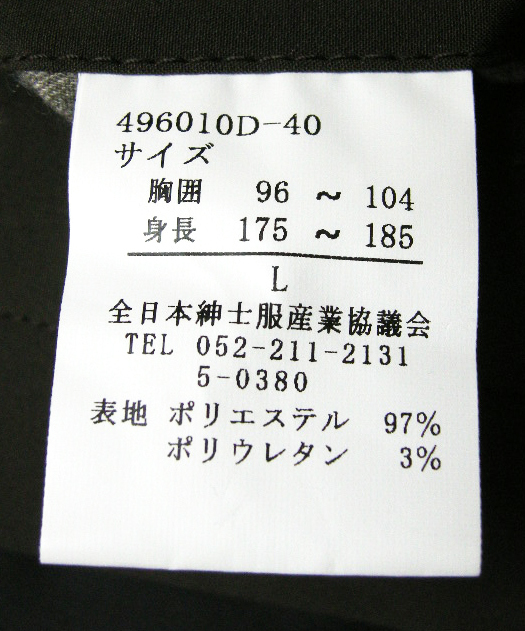 496010D-40
サイズ
胸囲 96 ~ 104
身長 175 ~ 185
L
全日本紳士服産業協議会
TEL 052-211-2131
5-0380
表地 ポリエステル 97%
ポリウレタン 3%